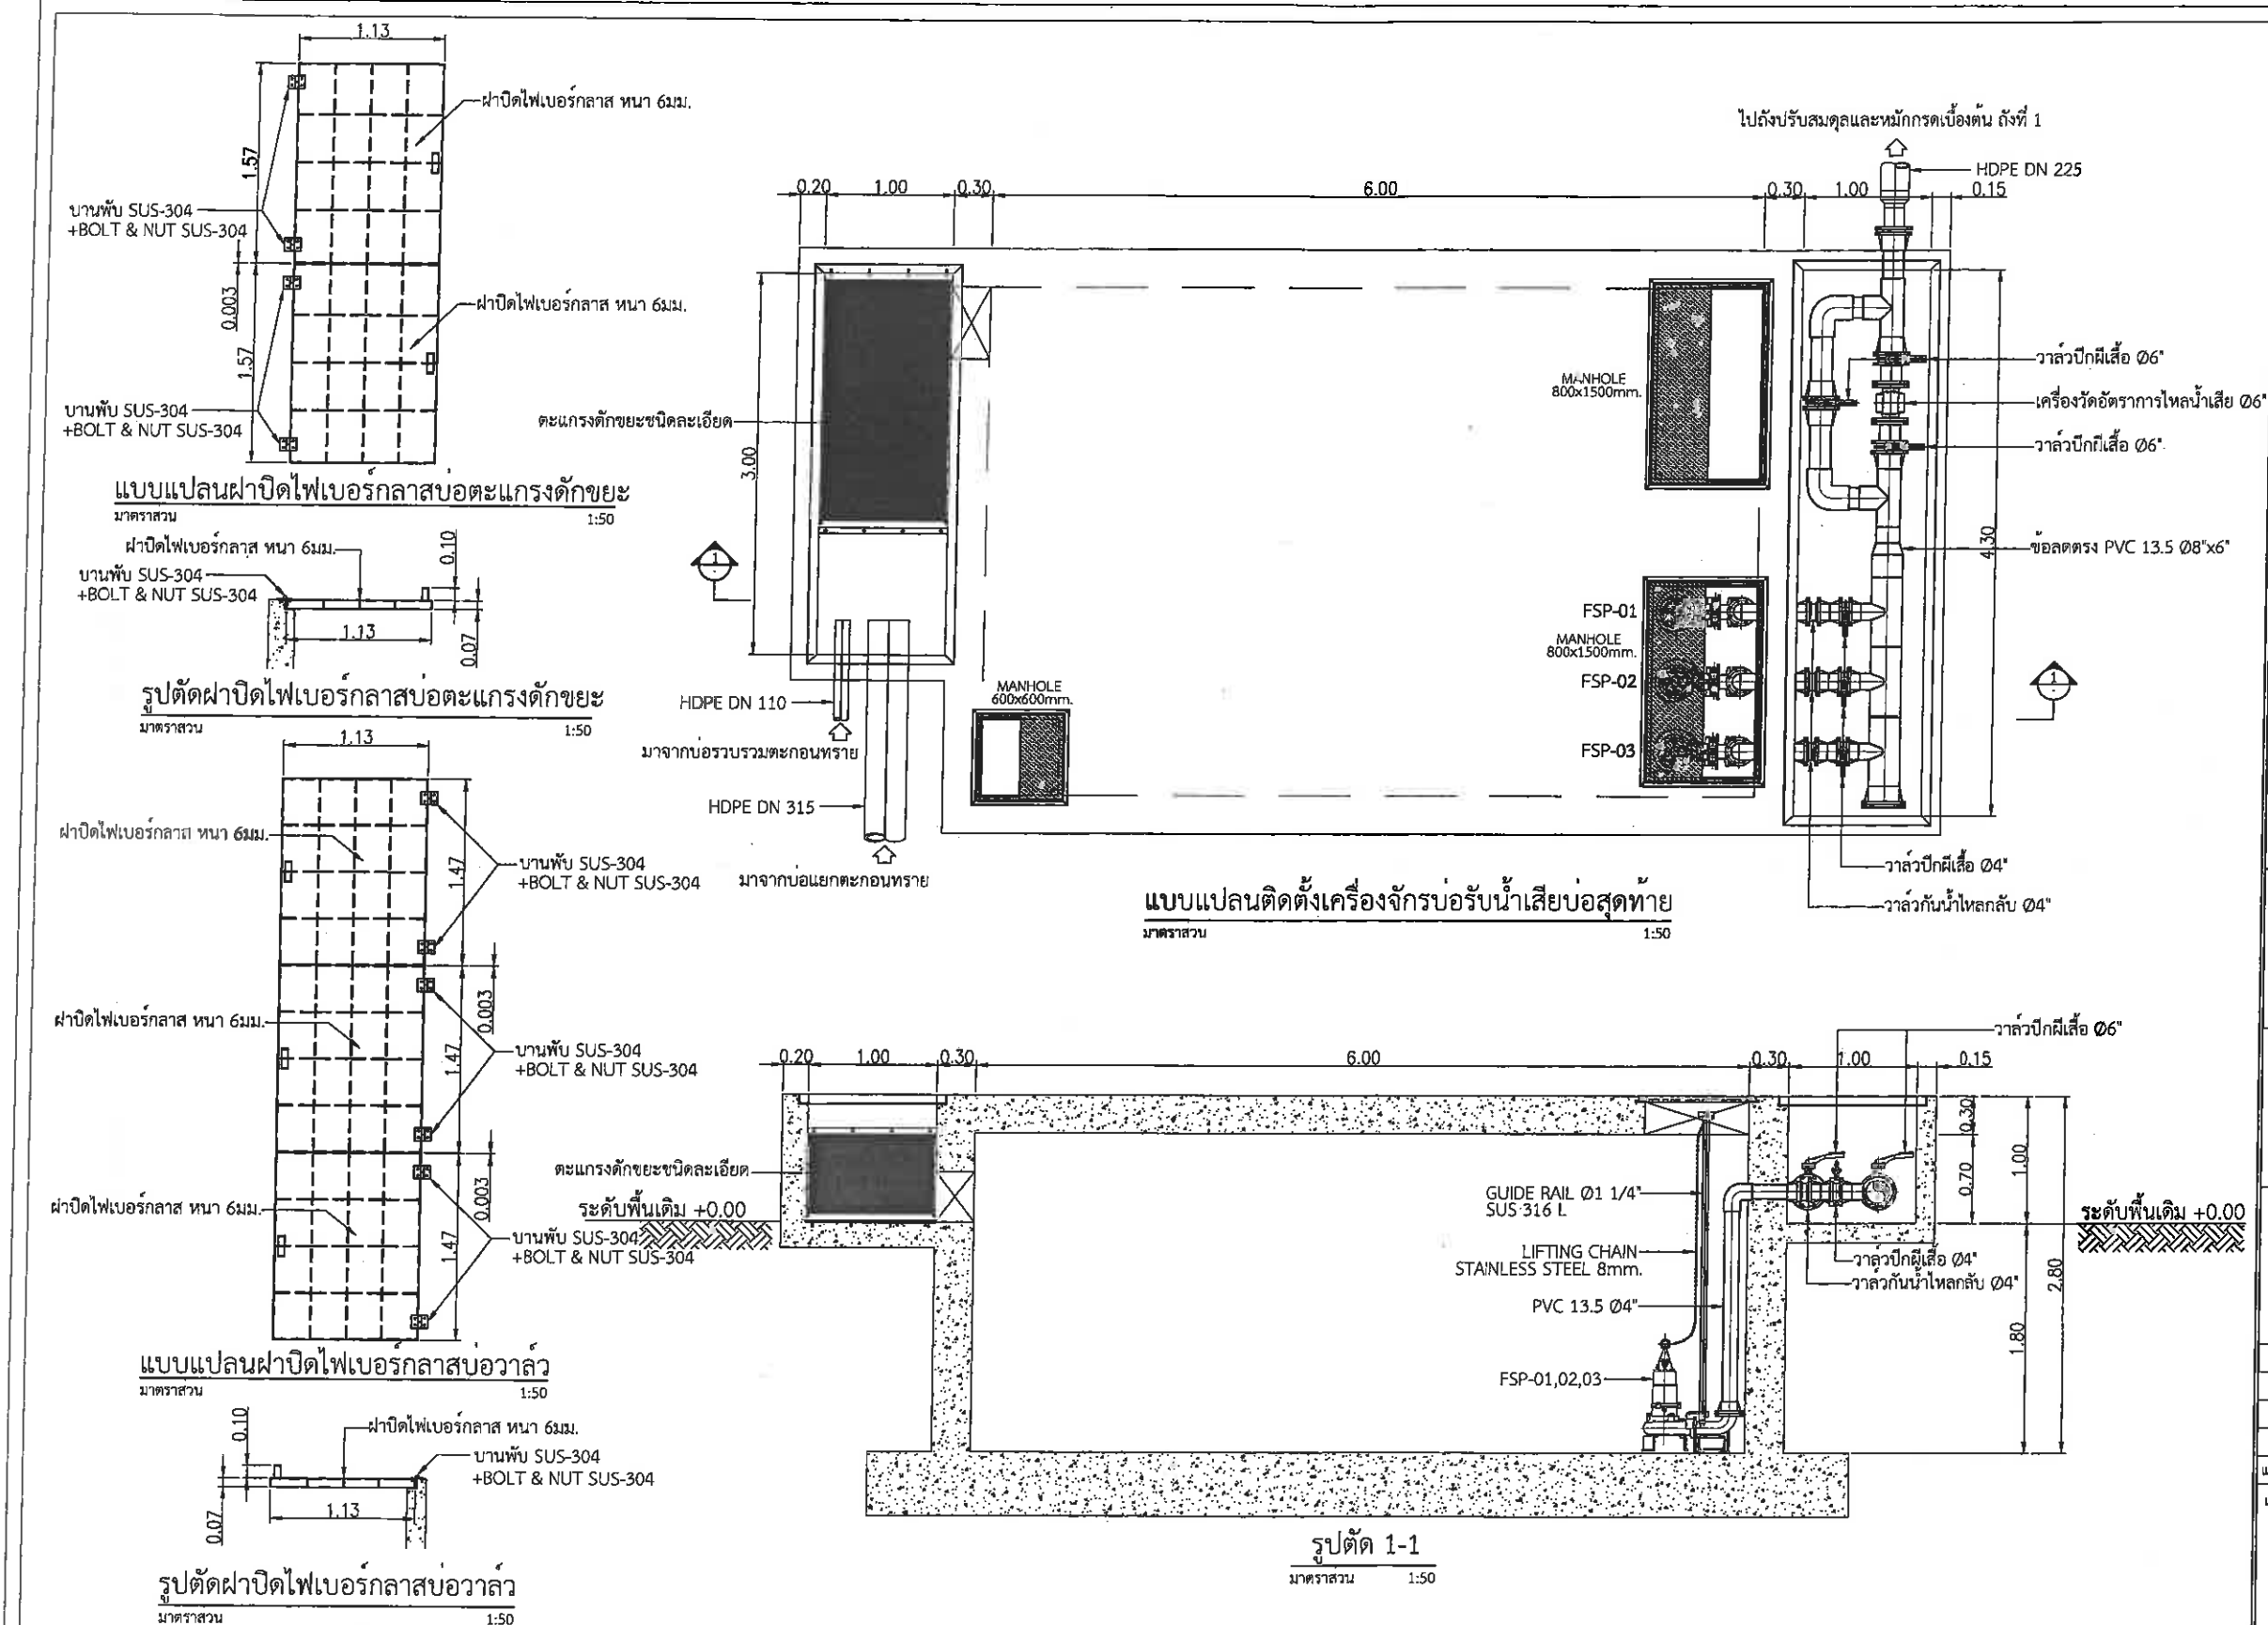 1.13
ฝาปิดไฟเบอร์กลาส หนา 6มม.
1.57
บานพับ SUS-304
+BOLT & NUT SUS-304
0.003
ฝาปิดไฟเบอร์กลาส หนา 6มม.
1.57
บานพับ SUS-304
+BOLT & NUT SUS-304
แบบแปลนฝาปิดไฟเบอร์กลาสบ่อตะแกรงดักขยะ
มาตราส่วน 1:50
ฝาปิดไฟเบอร์กลาส หนา 6มม.
0.10
บานพับ SUS-304
+BOLT & NUT SUS-304
1.13
0.07
รูปตัดฝาปิดไฟเบอร์กลาสบ่อตะแกรงดักขยะ
มาตราส่วน 1:50
1.13
ฝาปิดไฟเบอร์กลาส หนา 6มม.
1.47
บานพับ SUS-304
+BOLT & NUT SUS-304
0.003
ฝาปิดไฟเบอร์กลาส หนา 6มม.
1.47
บานพับ SUS-304
+BOLT & NUT SUS-304
0.003
ฝาปิดไฟเบอร์กลาส หนา 6มม.
1.47
บานพับ SUS-304
+BOLT & NUT SUS-304
แบบแปลนฝาปิดไฟเบอร์กลาสบ่อวาล์ว
มาตราส่วน 1:50
0.10
ฝาปิดไฟเบอร์กลาส หนา 6มม.
บานพับ SUS-304
+BOLT & NUT SUS-304
0.07
1.13
รูปตัดฝาปิดไฟเบอร์กลาสบ่อวาล์ว
มาตราส่วน 1:50
ไปถังปรับสมดุลและหมักกรดเบื้องต้น ถังที่ 1
HDPE DN 225
0.20 1.00 0.30 6.00 0.30 1.00 0.15
วาล์วปีกผีเสื้อ Ø6"
MANHOLE
800x1500mm.
เครื่องวัดอัตราการไหลน้ำเสีย Ø6"
ตะแกรงดักขยะชนิดละเอียด
วาล์วปีกผีเสื้อ Ø6"
3.00
4.30
ข้อลดตรง PVC 13.5 Ø8"x6"
1
FSP-01
MANHOLE
800x1500mm.
FSP-02
1
MANHOLE
600x600mm.
HDPE DN 110
มาจากบ่อรวบรวมตะกอนทราย
FSP-03
HDPE DN 315
มาจากบ่อแยกตะกอนทราย
วาล์วปีกผีเสื้อ Ø4"
วาล์วกันน้ำไหลกลับ Ø4"
แบบแปลนติดตั้งเครื่องจักรบ่อรับน้ำเสียบ่อสุดท้าย
มาตราส่วน 1:50
วาล์วปีกผีเสื้อ Ø6"
0.20 1.00 0.30 6.00 0.30 1.00 0.15
0.30
1.00
0.70
ตะแกรงดักขยะชนิดละเอียด
ระดับพื้นเดิม +0.00
GUIDE RAIL Ø1 1/4"
SUS 316 L
ระดับพื้นเดิม +0.00
LIFTING CHAIN
STAINLESS STEEL 8mm.
วาล์วปีกผีเสื้อ Ø4"
วาล์วกันน้ำไหลกลับ Ø4"
2.80
PVC 13.5 Ø4"
1.80
FSP-01,02,03
รูปตัด 1-1
มาตราส่วน 1:50